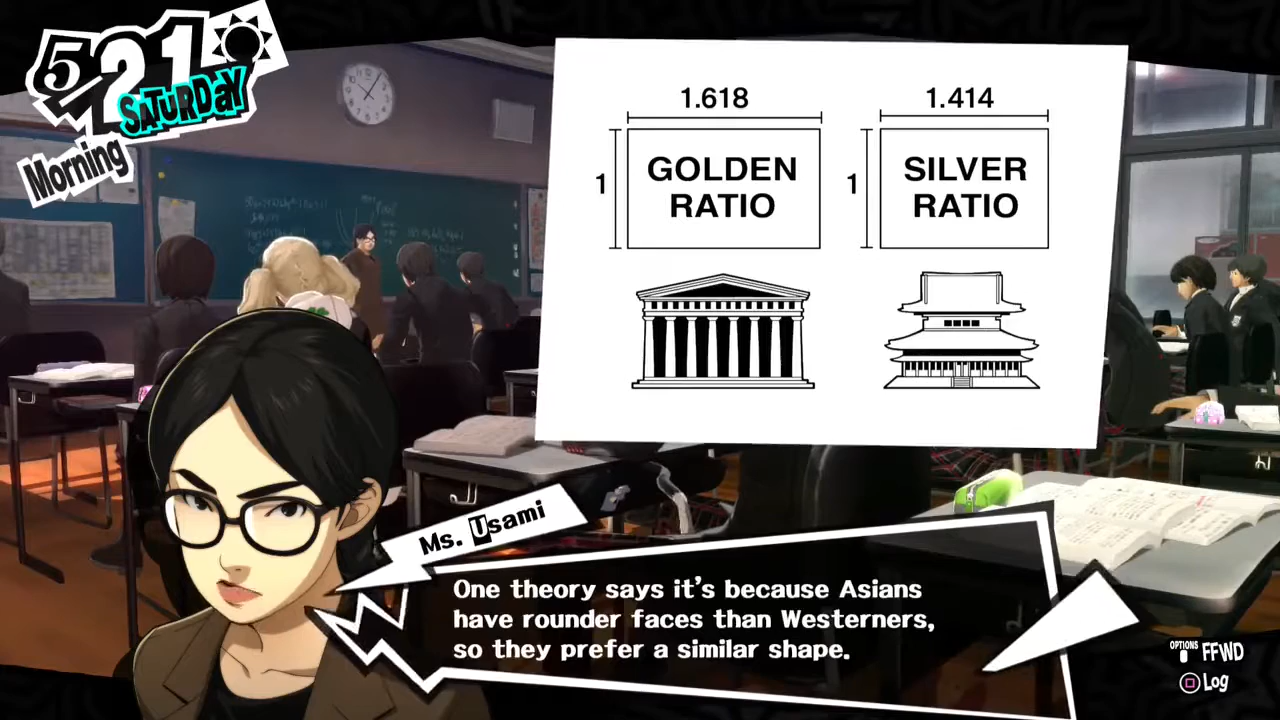 5/21
SATURDAY
Morning
1.618
1.414
1
GOLDEN
RATIO
1
SILVER
RATIO
Ms. Usami
One theory says it's because Asians
have rounder faces than Westerners,
so they prefer a similar shape.
OPTIONS
FFWD
Log